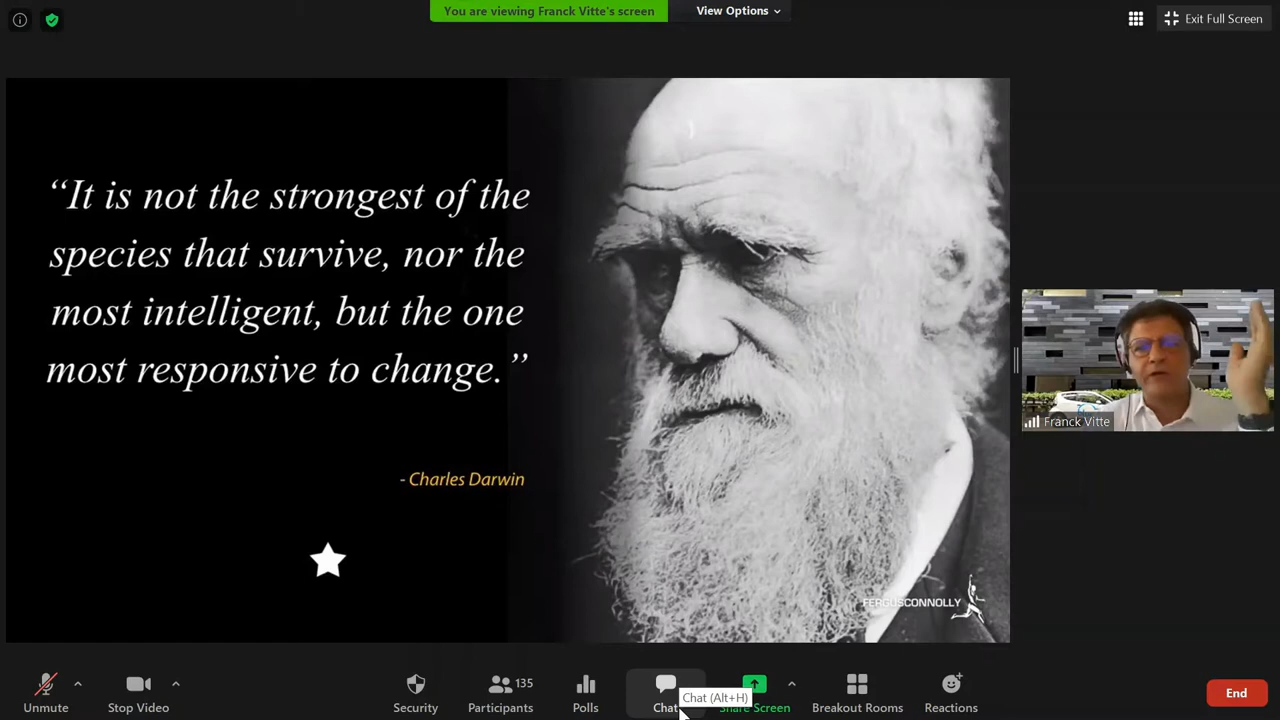 You are viewing Franck Vitte's screen
View Options
Exit Full Screen
“It is not the strongest of the
species that survive, nor the
most intelligent, but the one
most responsive to change.”
- Charles Darwin
FERGUSCONNOLLY
Franck Vitte
Unmute
Stop Video
Security
Participants
135
Polls
Chat
Chat (Alt+H)
Share Screen
Breakout Rooms
Reactions
End